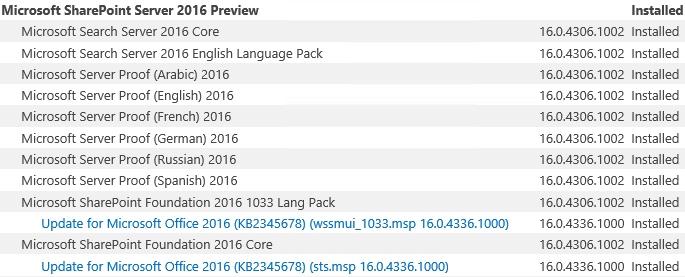 Microsoft SharePoint Server 2016 Preview Installed
Microsoft Search Server 2016 Core 16.0.4306.1002 Installed
Microsoft Search Server 2016 English Language Pack 16.0.4306.1002 Installed
Microsoft Server Proof (Arabic) 2016 16.0.4306.1002 Installed
Microsoft Server Proof (English) 2016 16.0.4306.1002 Installed
Microsoft Server Proof (French) 2016 16.0.4306.1002 Installed
Microsoft Server Proof (German) 2016 16.0.4306.1002 Installed
Microsoft Server Proof (Russian) 2016 16.0.4306.1002 Installed
Microsoft Server Proof (Spanish) 2016 16.0.4306.1002 Installed
Microsoft SharePoint Foundation 2016 1033 Lang Pack 16.0.4306.1002 Installed
Update for Microsoft Office 2016 (KB2345678) (wssmui_1033.msp 16.0.4336.1000) 16.0.4336.1000 Installed
Microsoft SharePoint Foundation 2016 Core 16.0.4306.1002 Installed
Update for Microsoft Office 2016 (KB2345678) (sts.msp 16.0.4336.1000) 16.0.4336.1000 Installed